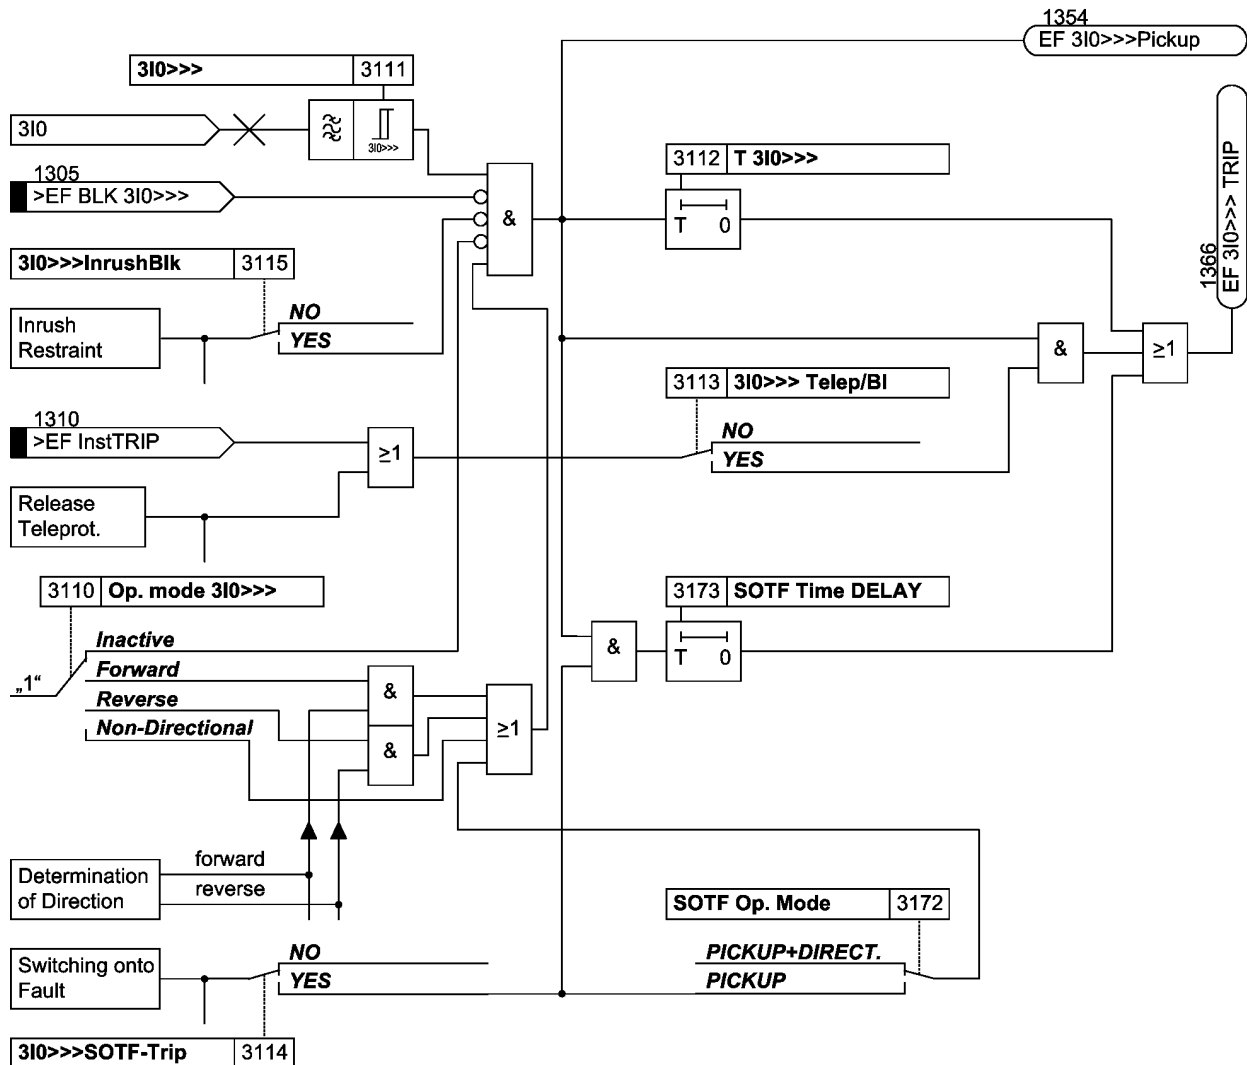 1354
EF 3I0>>>Pickup
3I0>>> 3111
3I0
3I0>>>
1305
>EF BLK 3I0>>>
&
3112 T 3I0>>>
T 0
1366
EF 3I0>>> TRIP
3I0>>>InrushBlk 3115
NO
YES
Inrush
Restraint
&
≥1
3113 3I0>>> Telep/BI
NO
YES
1310
>EF InstTRIP
≥1
Release
Teleprot.
3110 Op. mode 3I0>>>
3173 SOTF Time DELAY
&
T 0
Inactive
Forward
Reverse
Non-Directional
„1“
&
&
≥1
Determination
of Direction
forward
reverse
SOTF Op. Mode 3172
PICKUP+DIRECT.
PICKUP
Switching onto
Fault
NO
YES
3I0>>>SOTF-Trip 3114